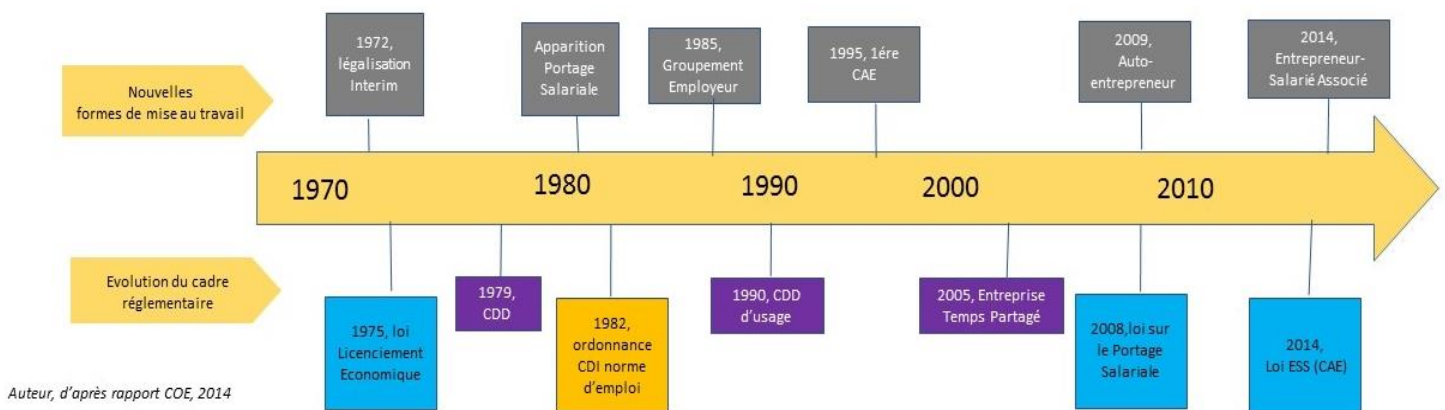 Nouvelles
formes de mise au travail
1972,
légalisation
Interim
Apparition
Portage
Salariale
1985,
Groupement
Employeur
1995, 1ére
CAE
2009,
Auto-
entrepreneur
2014,
Entrepreneur-
Salarié Associé
1970
1980
1990
2000
2010
Evolution du cadre
réglementaire
1975, loi
Licenciement
Economique
1979,
CDD
1982,
ordonnance
CDI norme
d’emploi
1990, CDD
d’usage
2005, Entreprise
Temps Partagé
2008,loi sur
le Portage
Salariale
2014,
Loi ESS (CAE)
Auteur, d’après rapport COE, 2014